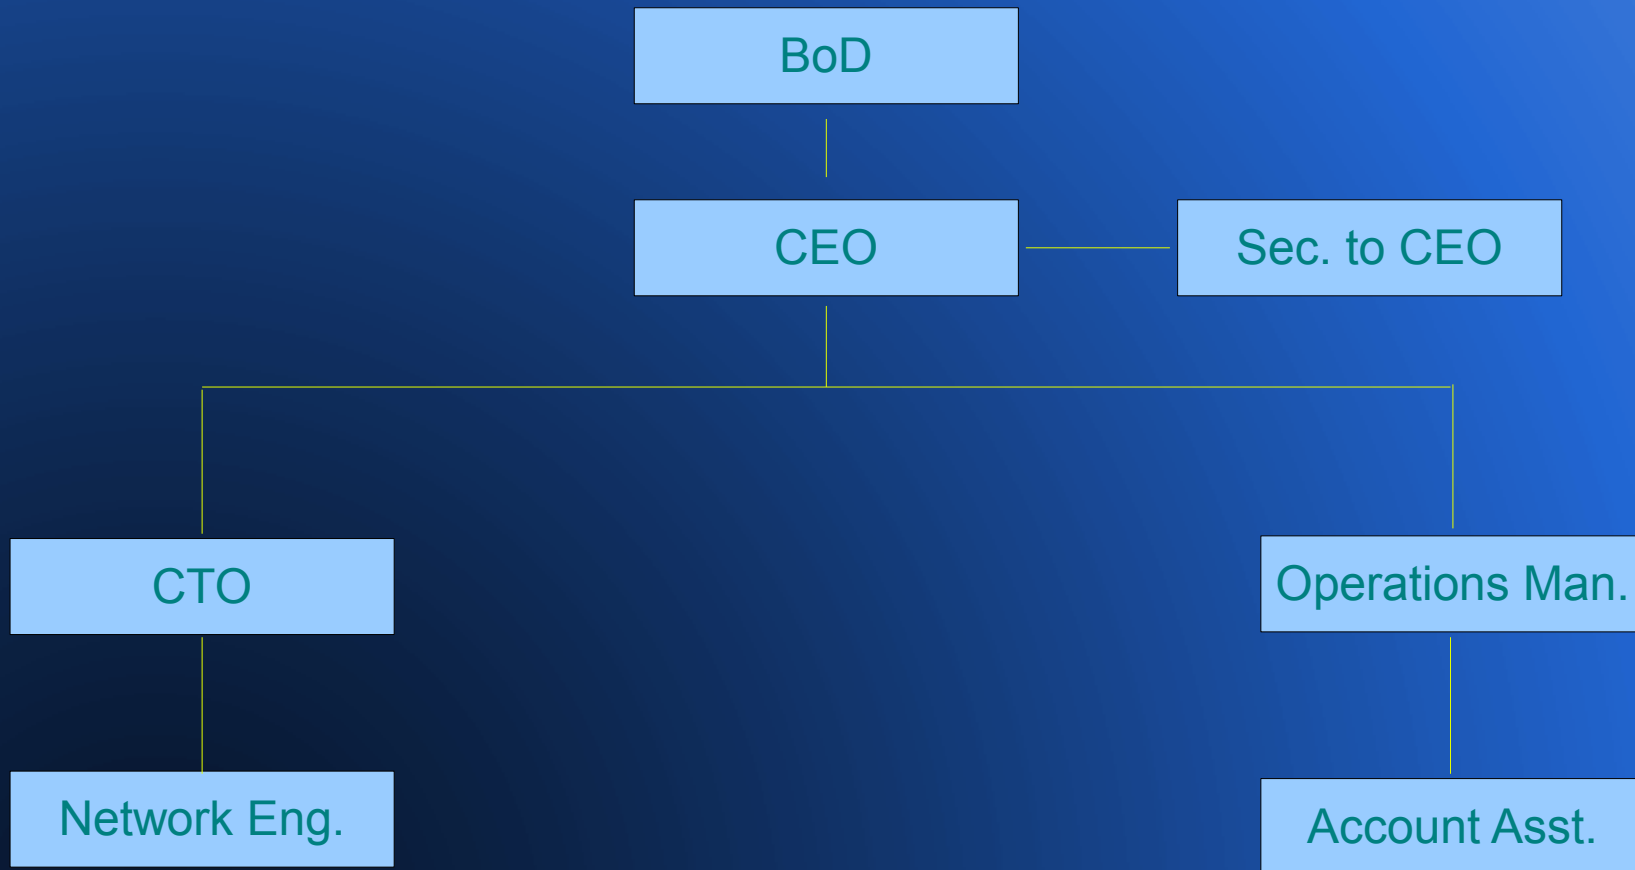 BoD
CEO
Sec. to CEO
CTO
Operations Man.
Network Eng.
Account Asst.